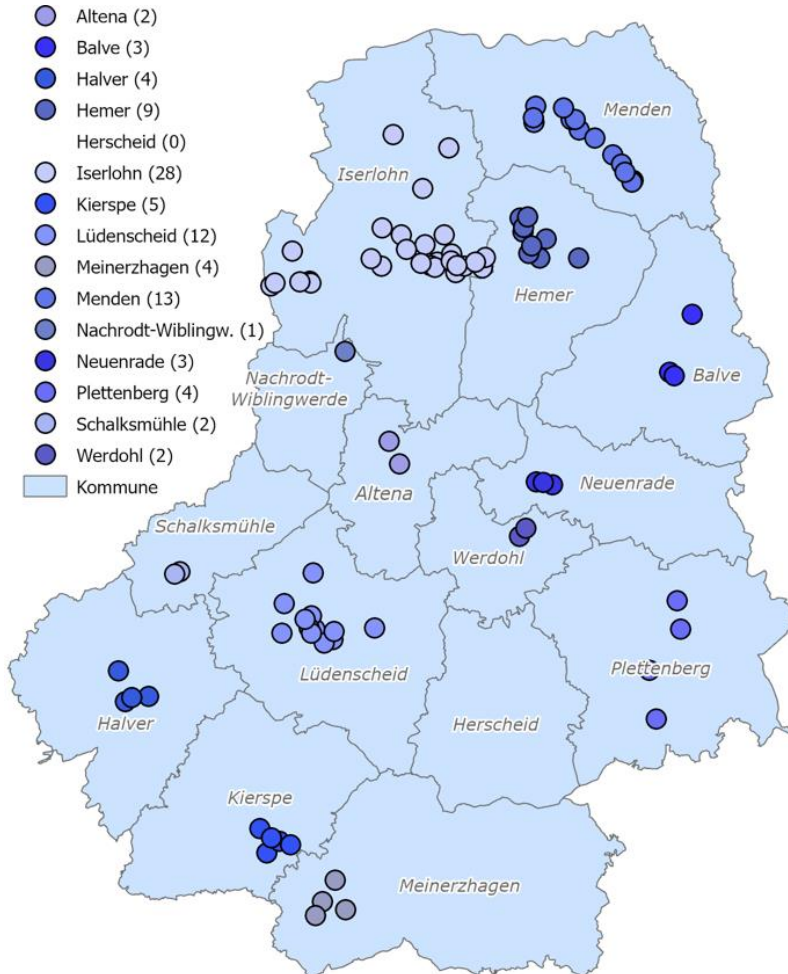 Altena (2)
Balve (3)
Halver (4)
Hemer (9)
Herscheid (0)
Iserlohn (28)
Kierspe (5)
Lüdenscheid (12)
Meinerzhagen (4)
Menden (13)
Nachrodt-Wiblingw. (1)
Neuenrade (3)
Plettenberg (4)
Schalksmühle (2)
Werdohl (2)
Kommune
Menden
Iserlohn
Hemer
Balve
Nachrodt-
Wiblingwerde
Altena
Neuenrade
Schalksmühle
Werdohl
Plettenberg
Lüdenscheid
Halver
Herscheid
Kierspe
Meinerzhagen